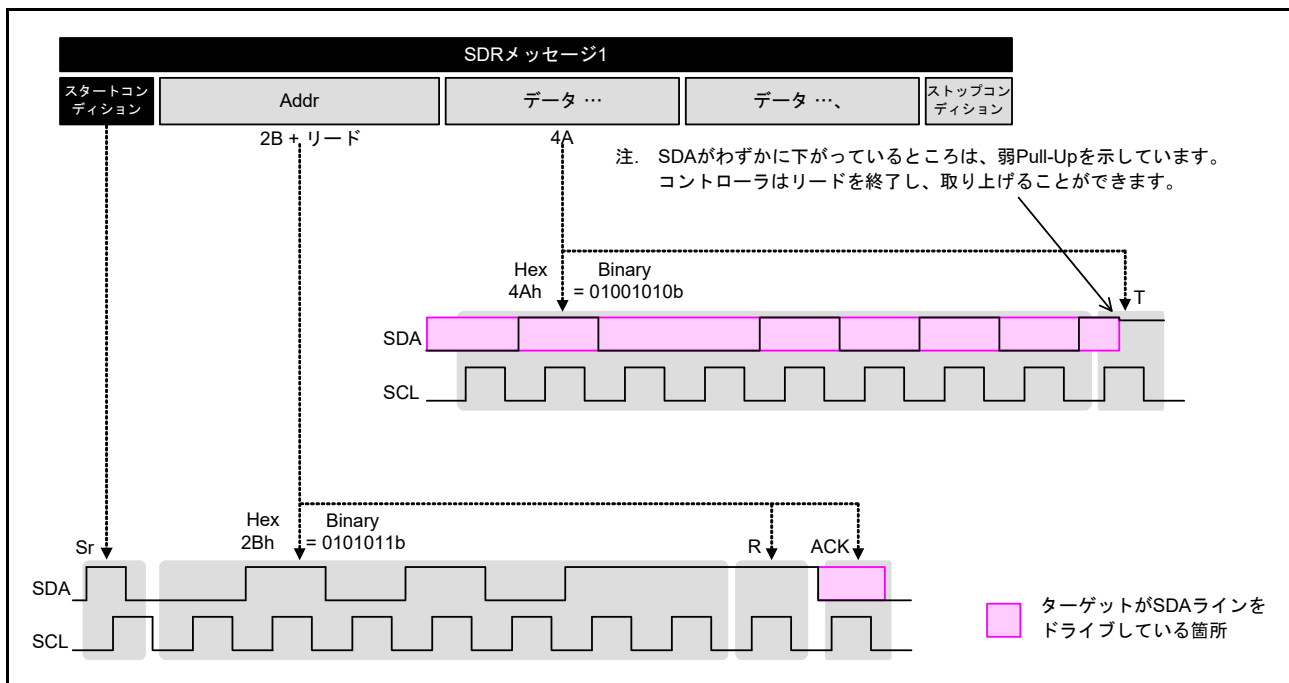 SDRメッセージ1
スタートコン
ディション
Addr
データ …
データ …、
ストップコン
ディション
2B + リード
4A
注. SDAがわずかに下がっているところは、弱Pull-Upを示しています。
コントローラはリードを終了し、取り上げることができます。
Hex
4Ah
Binary
= 01001010b
T
SDA
SCL
Hex
2Bh
Binary
= 0101011b
Sr
R
ACK
SDA
SCL
ターゲットがSDAラインを
ドライブしている箇所